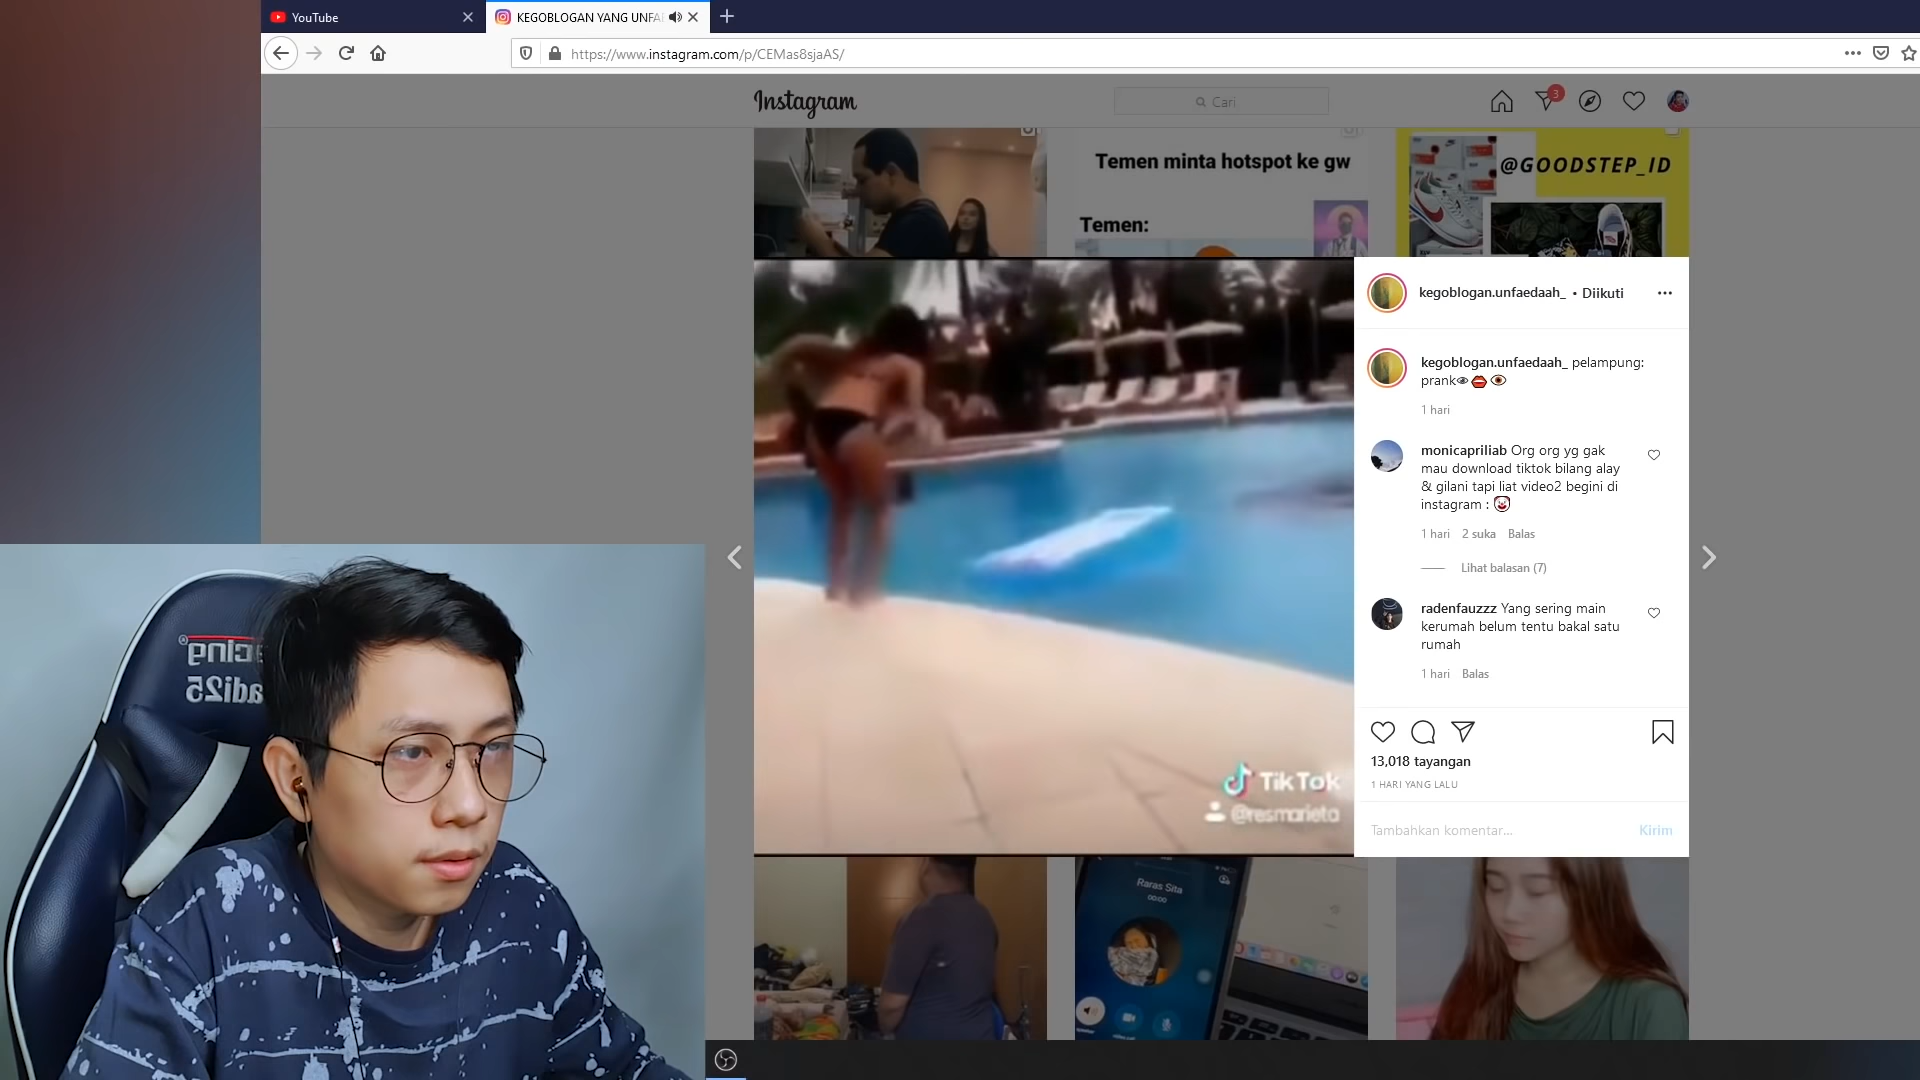 YouTube
KEGOBLOGAN YANG UNFA
https://www.instagram.com/p/CEMas8sjaAS/
Instagram
Cari
3
Temen minta hotspot ke gw
Temen:
@GOODSTEP_ID
kegoblogan.unfaedaah_ • Diikuti
kegoblogan.unfaedaah_ pelampung:
prank👁👄👁
1 hari
monicapriliab Org org yg gak
mau download tiktok bilang alay
& gilani tapi liat video2 begini di
instagram : 🤡
1 hari 2 suka Balas
Lihat balasan (7)
radenfauzzz Yang sering main
kerumah belum tentu bakal satu
rumah
1 hari Balas
13,018 tayangan
1 HARI YANG LALU
Tambahkan komentar... Kirim
TikTok
@resmarieta
Raras Sita
00:00